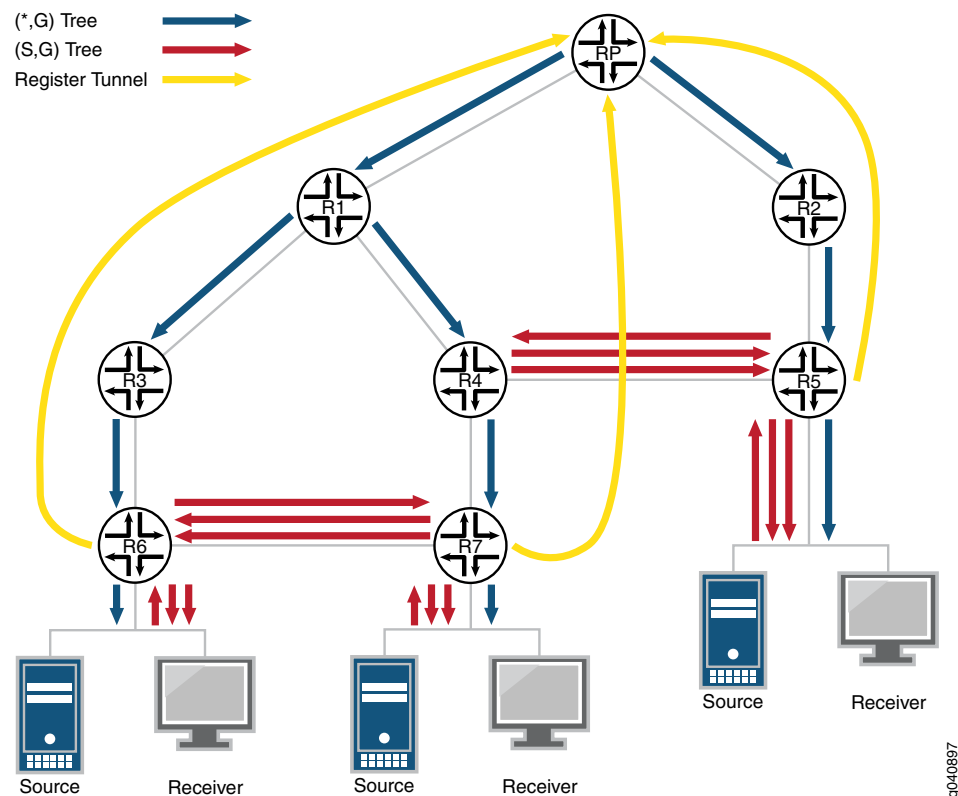 (*,G) Tree
(S,G) Tree
Register Tunnel
RP
R1
R2
R3
R4
R5
R6
R7
Source
Receiver
Source
Receiver
Source
Receiver
g040897